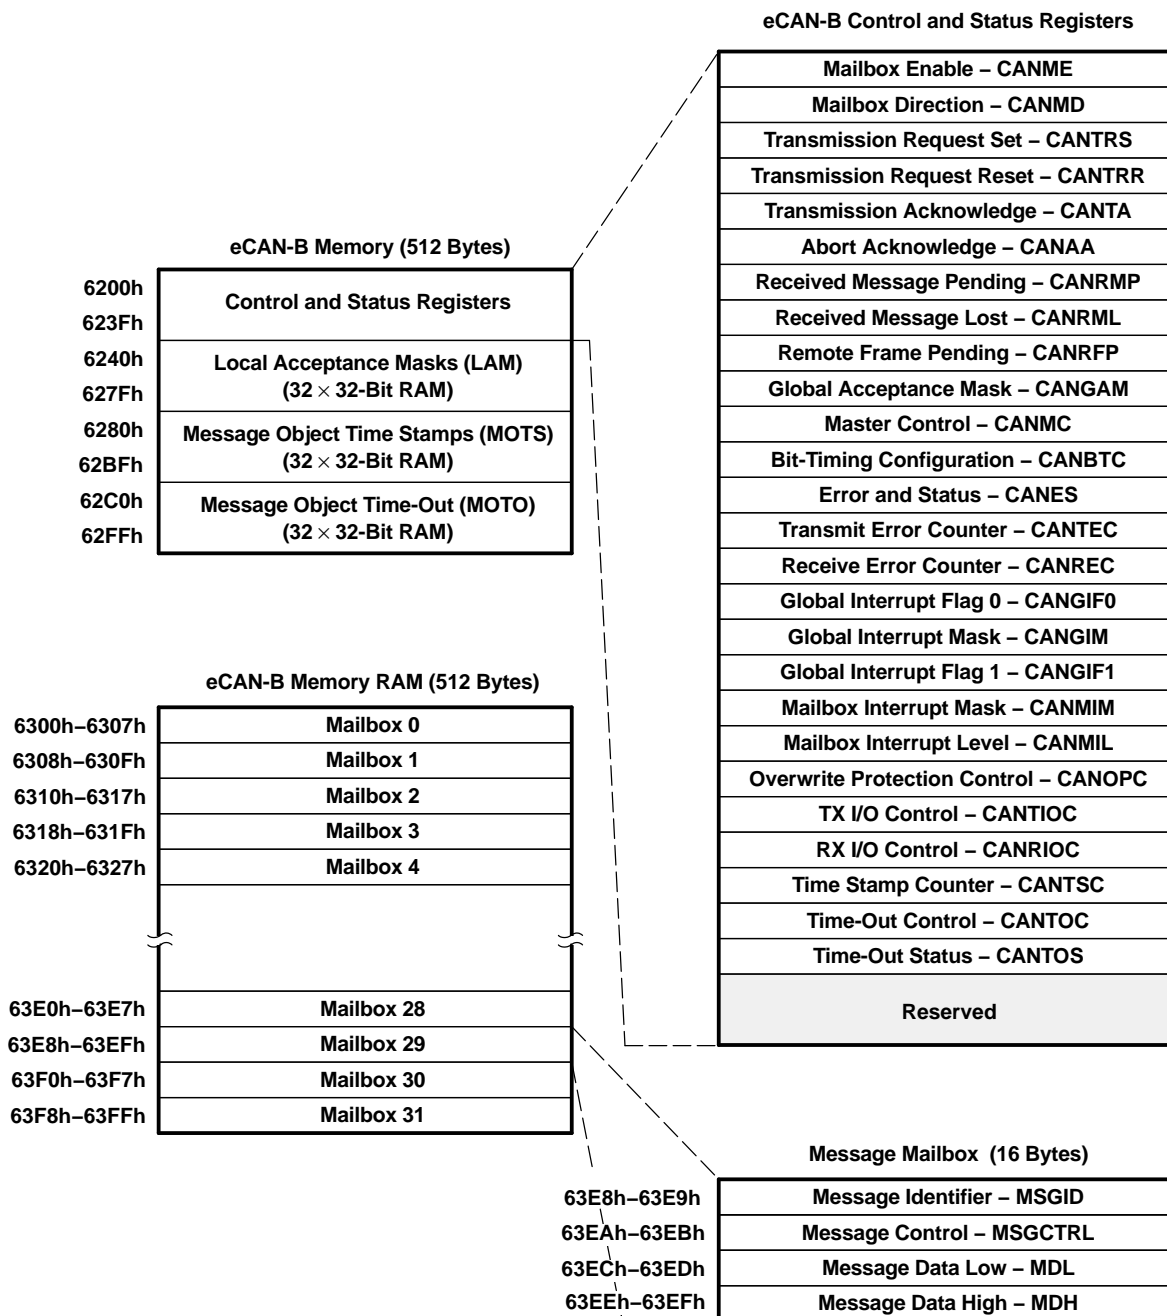 eCAN-B Control and Status Registers
Mailbox Enable – CANME
Mailbox Direction – CANMD
Transmission Request Set – CANTRS
Transmission Request Reset – CANTRR
Transmission Acknowledge – CANTA
Abort Acknowledge – CANAA
Received Message Pending – CANRMP
Received Message Lost – CANRML
Remote Frame Pending – CANRFP
Global Acceptance Mask – CANGAM
Master Control – CANMC
Bit-Timing Configuration – CANBTC
Error and Status – CANES
Transmit Error Counter – CANTEC
Receive Error Counter – CANREC
Global Interrupt Flag 0 – CANGIF0
Global Interrupt Mask – CANGIM
Global Interrupt Flag 1 – CANGIF1
Mailbox Interrupt Mask – CANMIM
Mailbox Interrupt Level – CANMIL
Overwrite Protection Control – CANOPC
TX I/O Control – CANTIOC
RX I/O Control – CANRIOC
Time Stamp Counter – CANTSC
Time-Out Control – CANTOC
Time-Out Status – CANTOS
Reserved
eCAN-B Memory (512 Bytes)
6200h
Control and Status Registers
623Fh
6240h
Local Acceptance Masks (LAM)
(32 × 32-Bit RAM)
627Fh
6280h
Message Object Time Stamps (MOTS)
(32 × 32-Bit RAM)
62BFh
62C0h
Message Object Time-Out (MOTO)
(32 × 32-Bit RAM)
62FFh
eCAN-B Memory RAM (512 Bytes)
6300h–6307h Mailbox 0
6308h–630Fh Mailbox 1
6310h–6317h Mailbox 2
6318h–631Fh Mailbox 3
6320h–6327h Mailbox 4
63E0h–63E7h Mailbox 28
63E8h–63EFh Mailbox 29
63F0h–63F7h Mailbox 30
63F8h–63FFh Mailbox 31
Message Mailbox (16 Bytes)
63E8h–63E9h Message Identifier – MSGID
63EAh–63EBh Message Control – MSGCTRL
63ECh–63EDh Message Data Low – MDL
63EEh–63EFh Message Data High – MDH